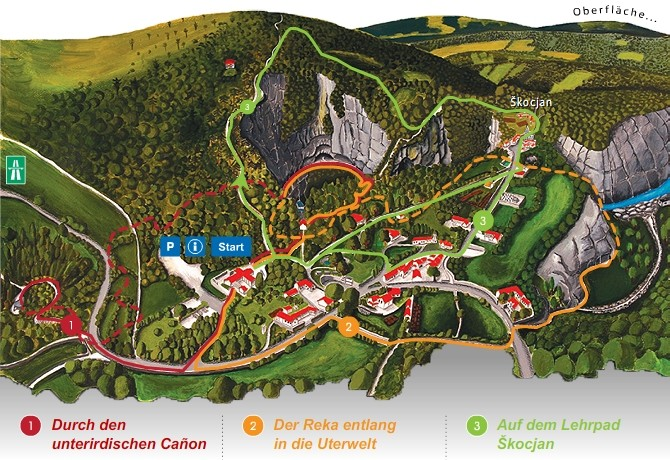 Oberfläche...
Škocjan
3
P i Start
3
1
2
1 Durch den
unterirdischen Cañon
2 Der Reka entlang
in die Uterwelt
3 Auf dem Lehrpad
Škocjan